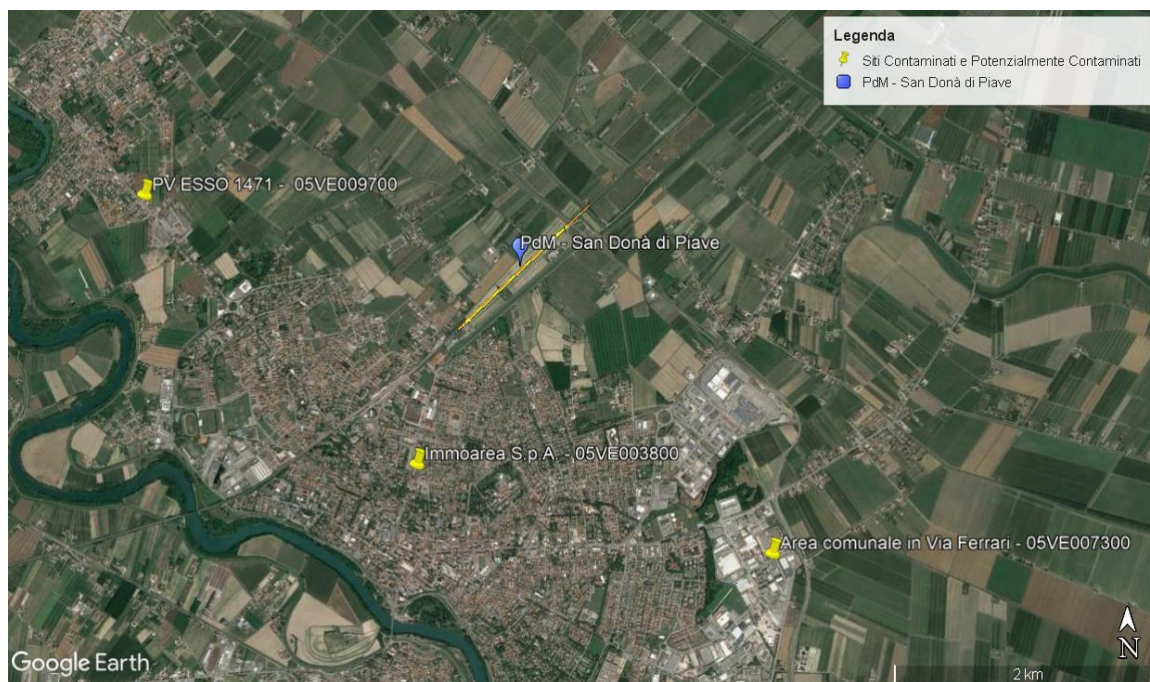 Legenda
Siti Contaminati e Potenzialmente Contaminati
PdM - San Donà di Piave
PV ESSO 1471 - 05VE009700
PdM - San Donà di Piave
Immoarea S.p.A. - 05VE003800
Area comunale in Via Ferrari - 05VE007300
N
Google Earth
2 km